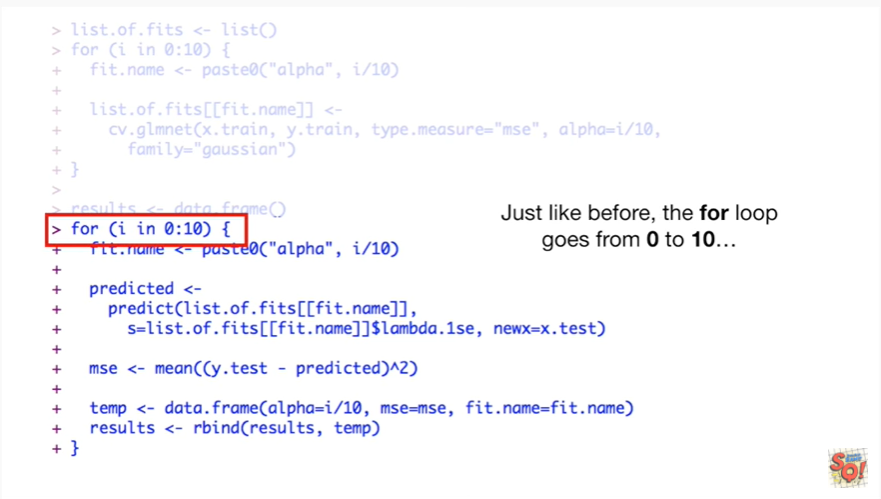 > list.of.fits <- list()
> for (i in 0:10) {
+   fit.name <- paste0("alpha", i/10)
+
+   list.of.fits[[fit.name]] <-
+     cv.glmnet(x.train, y.train, type.measure="mse", alpha=i/10,
+       family="gaussian")
+ }
>
> results <- data.frame()
> for (i in 0:10) {
+   fit.name <- paste0("alpha", i/10)
+
+   predicted <-
+     predict(list.of.fits[[fit.name]],
+       s=list.of.fits[[fit.name]]$lambda.1se, newx=x.test)
+
+   mse <- mean((y.test - predicted)^2)
+
+   temp <- data.frame(alpha=i/10, mse=mse, fit.name=fit.name)
+   results <- rbind(results, temp)
+ }
Just like before, the for loop
goes from 0 to 10…
SQ!